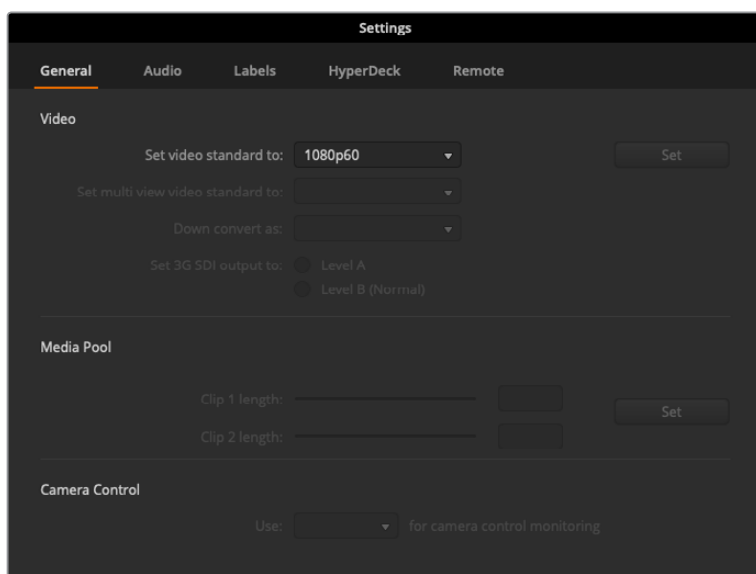 Settings
General Audio Labels HyperDeck Remote
Video
Set video standard to: 1080p60 Set
Set multi view video standard to:
Down convert as:
Set 3G SDI output to: Level A
Level B (Normal)
Media Pool
Clip 1 length:
Set
Clip 2 length:
Camera Control
Use: for camera control monitoring